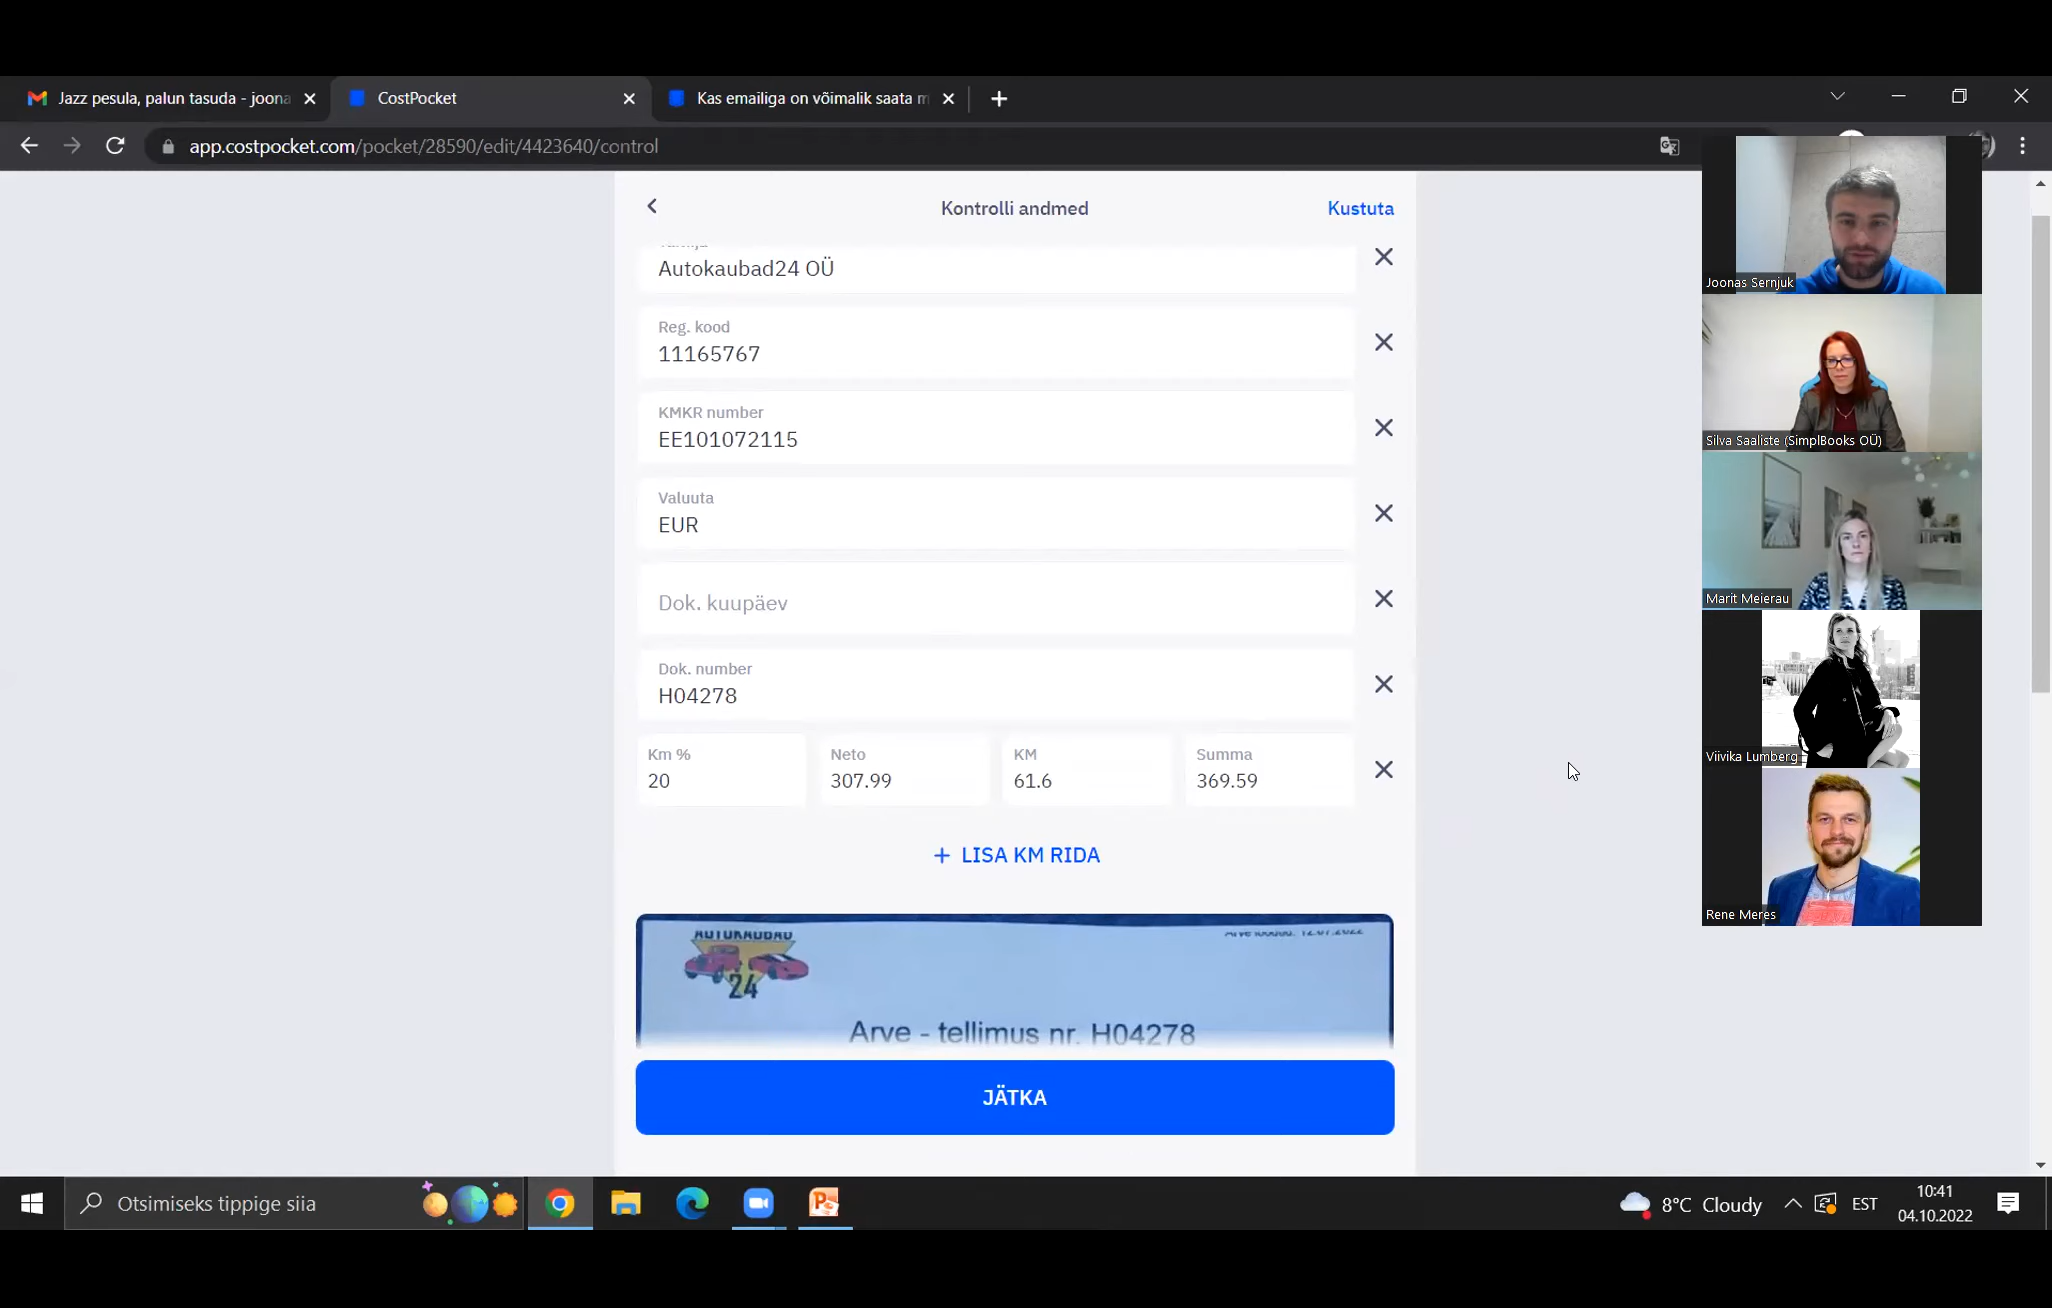 Jazz pesula, palun tasuda - joona
CostPocket
Kas emailiga on võimalik saata m
app.costpocket.com/pocket/28590/edit/4423640/control
Kontrolli andmed
Kustuta
Autokaubad24 OÜ
Reg. kood
11165767
KMKR number
EE101072115
Valuuta
EUR
Dok. kuupäev
Dok. number
H04278
Km %
Neto
KM
Summa
20
307.99
61.6
369.59
+ LISA KM RIDA
AUTOKAUBAD
24
Arve - tellimus nr. H04278
JÄTKA
Joonas Sernjuk
Silva Saaliste (SimplBooks OÜ)
Marit Meierau
Viivika Lumberg
Rene Meres
Otsimiseks tippige siia
8°C Cloudy
EST
10:41
04.10.2022